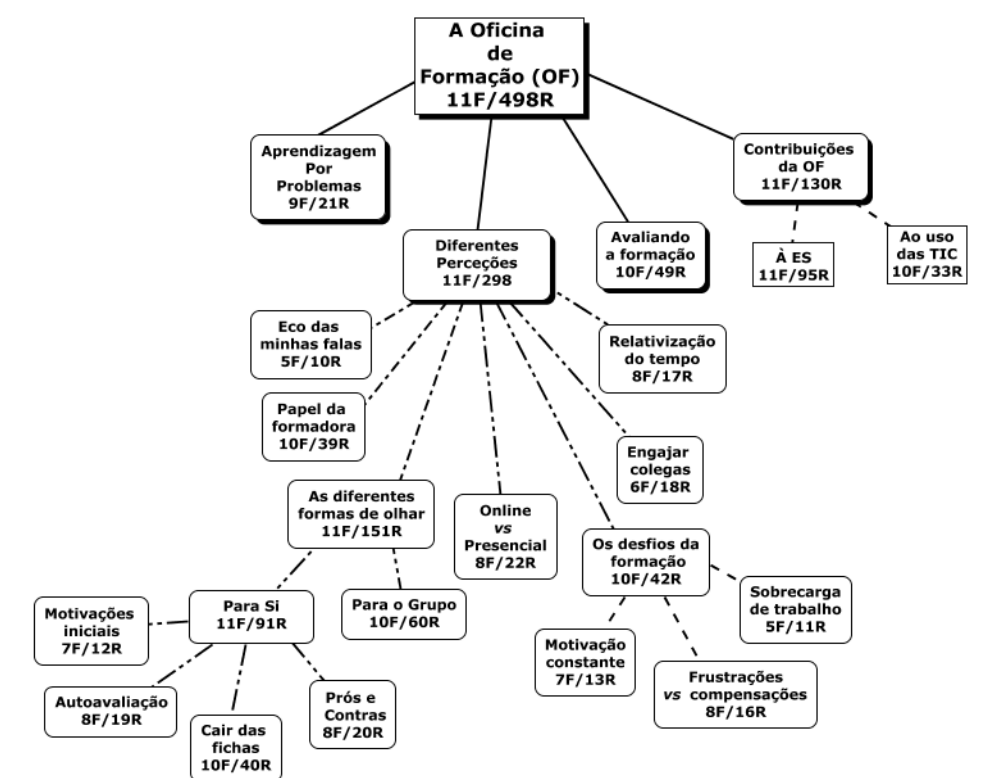 A Oficina
de
Formação (OF)
11F/498R
Aprendizagem
Por
Problemas
9F/21R
Contribuições
da OF
11F/130R
Diferentes
Perceções
11F/298
Avaliando
a formação
10F/49R
À ES
11F/95R
Ao uso
das TIC
10F/33R
Eco das
minhas falas
5F/10R
Relativização
do tempo
8F/17R
Papel da
formadora
10F/39R
Engajar
colegas
6F/18R
As diferentes
formas de olhar
11F/151R
Online
vs
Presencial
8F/22R
Os desfios da
formação
10F/42R
Sobrecarga
de trabalho
5F/11R
Para Si
11F/91R
Para o Grupo
10F/60R
Motivações
iniciais
7F/12R
Motivação
constante
7F/13R
Frustrações
vs compensações
8F/16R
Autoavaliação
8F/19R
Cair das
fichas
10F/40R
Prós e
Contras
8F/20R